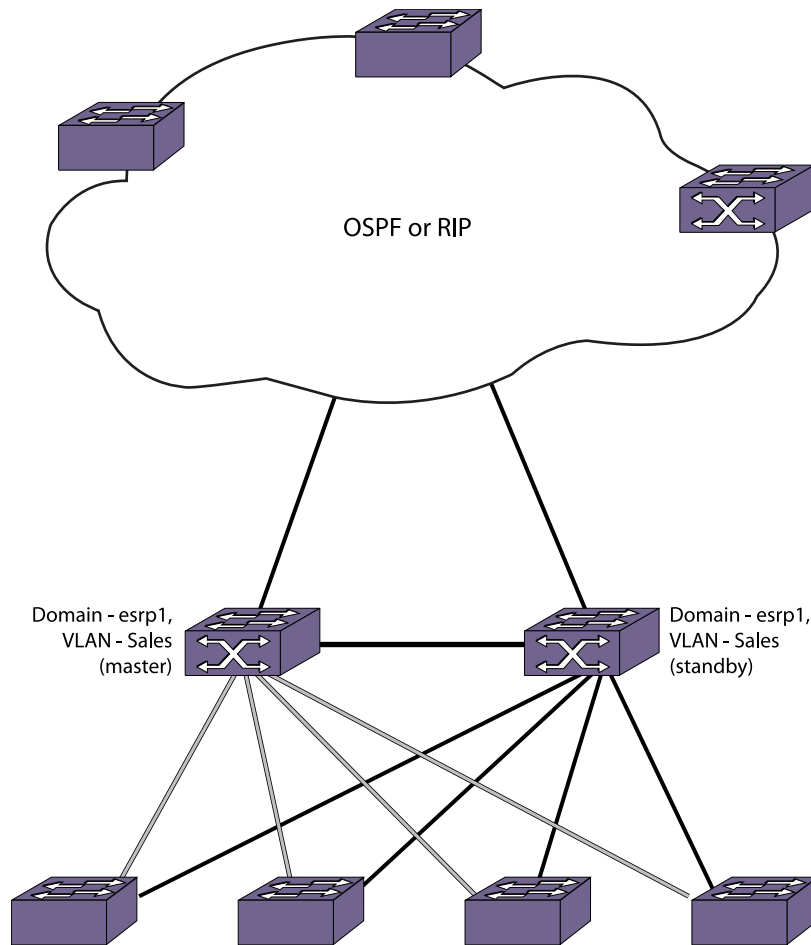 OSPF or RIP
Domain - esrp1,
VLAN - Sales
(master)
Domain - esrp1,
VLAN - Sales
(standby)